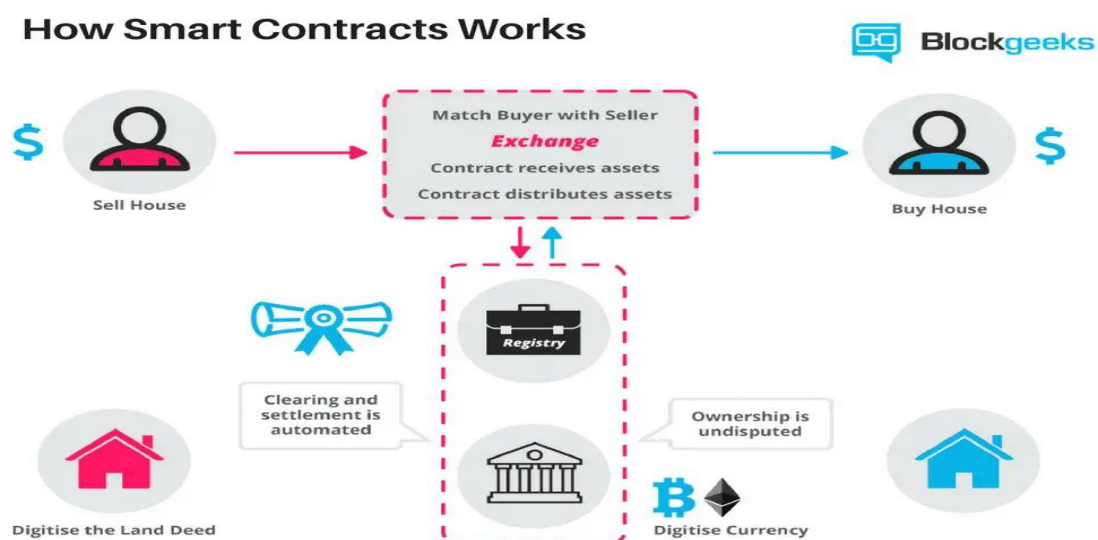 How Smart Contracts Works
Blockgeeks
$
$
Match Buyer with Seller
Exchange
Contract receives assets
Contract distributes assets
Sell House
Buy House
Registry
Clearing and
settlement is
automated
Ownership is
undisputed
Digitise the Land Deed
Digitise Currency